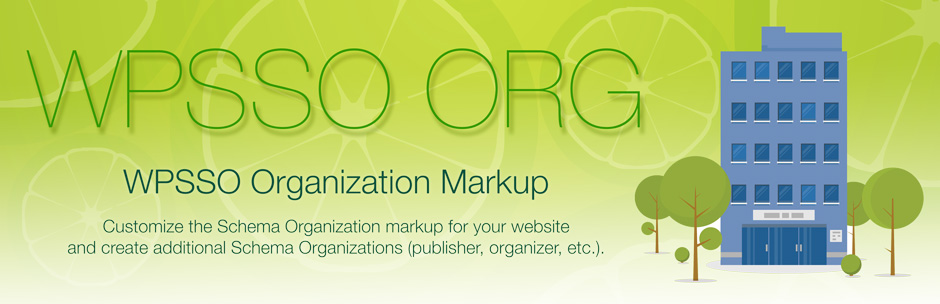 WPSSO ORG
WPSSO Organization Markup
Customize the Schema Organization markup for your website
and create additional Schema Organizations (publisher, organizer, etc.).